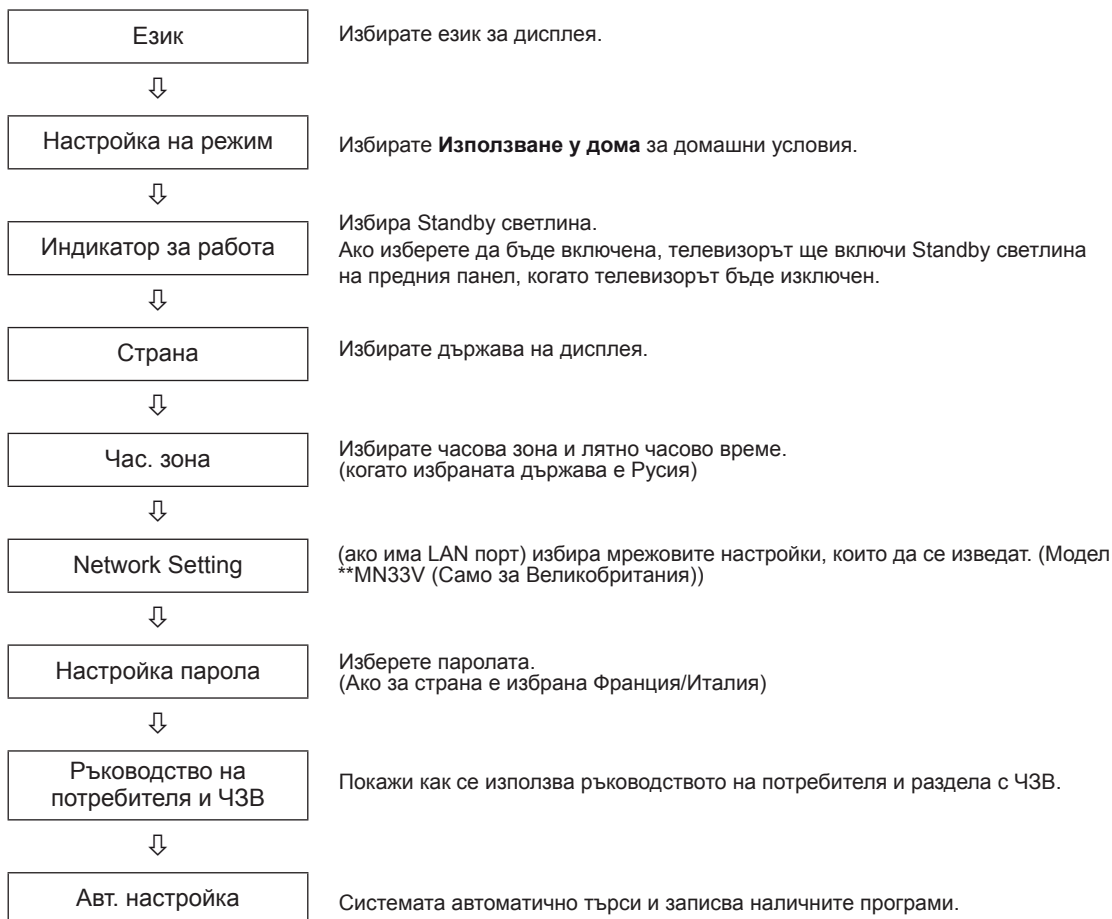 Език
Избирате език за дисплея.
Настройка на режим
Избирате Използване у дома за домашни условия.
Индикатор за работа
Избира Standby светлина.
Ако изберете да бъде включена, телевизорът ще включи Standby светлина
на предния панел, когато телевизорът бъде изключен.
Страна
Избирате държава на дисплея.
Час. зона
Избирате часова зона и лятно часово време.
(когато избраната държава е Русия)
Network Setting
(ако има LAN порт) избира мрежовите настройки, които да се изведат. (Модел
**MN33V (Само за Великобритания))
Настройка парола
Изберете паролата.
(Ако за страна е избрана Франция/Италия)
Ръководство на
потребителя и ЧЗВ
Покажи как се използва ръководството на потребителя и раздела с ЧЗВ.
Авт. настройка
Системата автоматично търси и записва наличните програми.